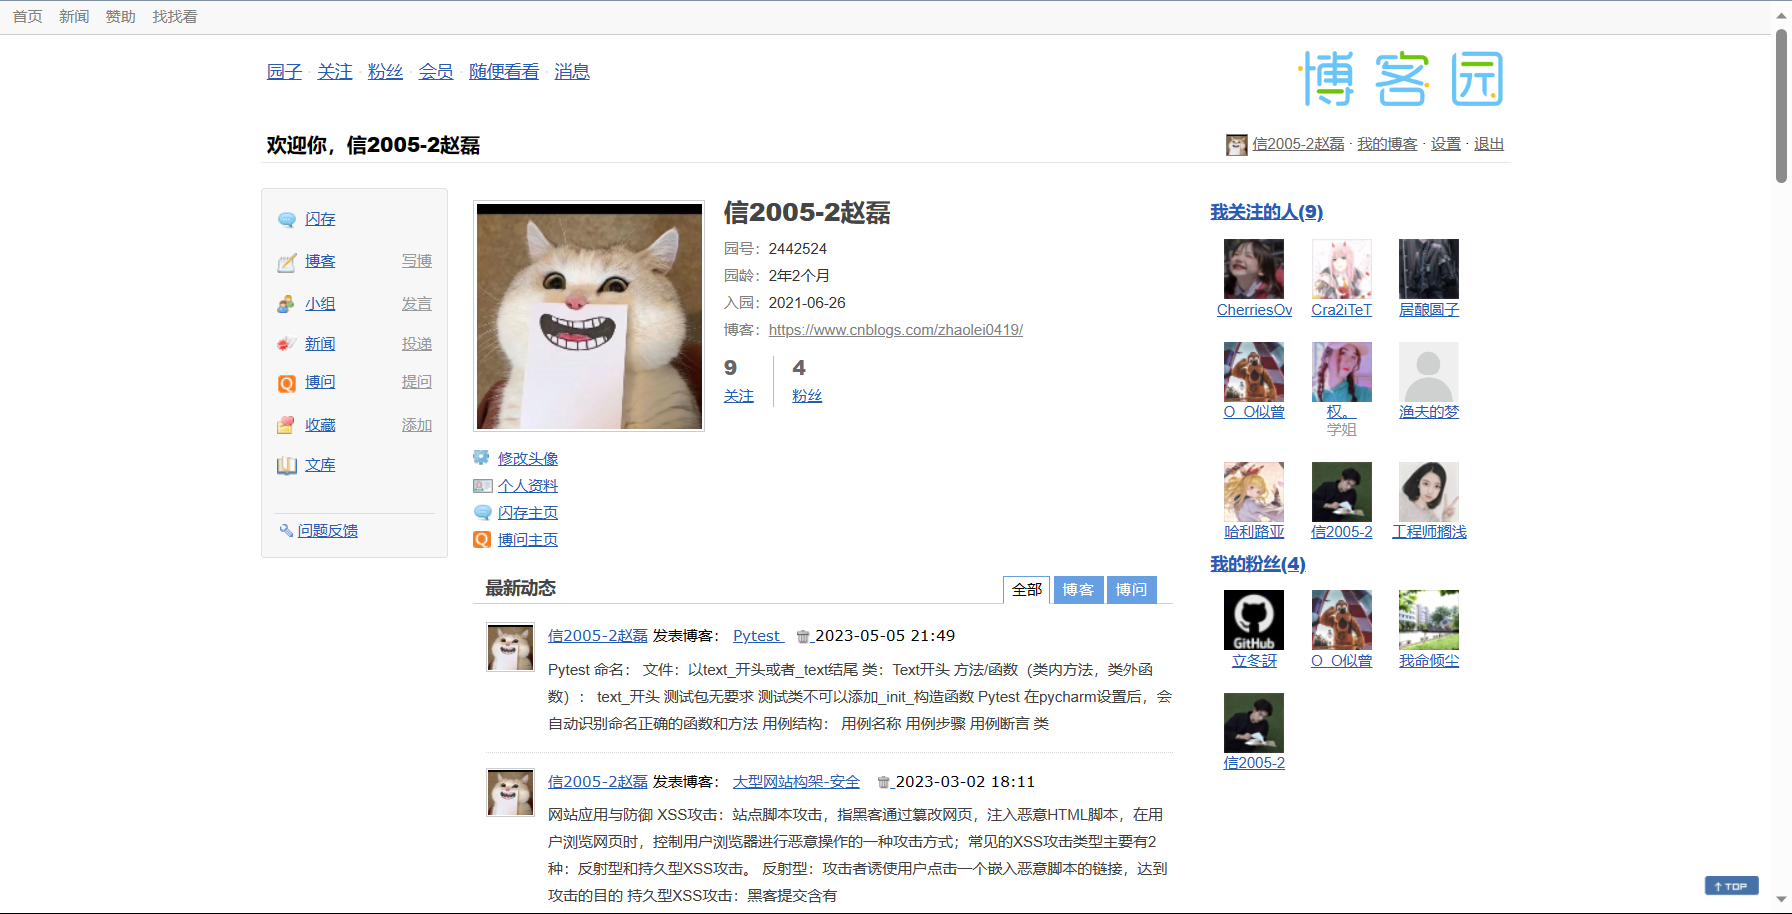 首页 新闻 赞助 找找看
园子 · 关注 · 粉丝 · 会员 · 随便看看 · 消息
博客园
欢迎你，信2005-2赵磊
信2005-2赵磊 · 我的博客 · 设置 · 退出
闪存
博客 写博
小组 发言
新闻 投递
博问 提问
收藏 添加
文库
问题反馈
信2005-2赵磊
园号：2442524
园龄：2年2个月
入园：2021-06-26
博客：https://www.cnblogs.com/zhaolei0419/
9 4
关注 粉丝
修改头像
个人资料
闪存主页
博问主页
最新动态 全部 博客 博问
信2005-2赵磊 发表博客： Pytest 2023-05-05 21:49
Pytest 命名： 文件：以text_开头或者_text结尾 类：Text开头 方法/函数（类内方法，类外函
数）： text_开头 测试包无要求 测试类不可以添加_init_构造函数 Pytest 在pycharm设置后，会
自动识别命名正确的函数和方法 用例结构： 用例名称 用例步骤 用例断言 类
信2005-2赵磊 发表博客： 大型网站构架-安全 2023-03-02 18:11
网站应用与防御 XSS攻击：站点脚本攻击，指黑客通过篡改网页，注入恶意HTML脚本，在用
户浏览网页时，控制用户浏览器进行恶意操作的一种攻击方式；常见的XSS攻击类型主要有2
种：反射型和持久型XSS攻击。 反射型：攻击者诱使用户点击一个嵌入恶意脚本的链接，达到
攻击的目的 持久型XSS攻击：黑客提交含有
我关注的人(9)
CherriesOv Cra2iTeT 居酿圆子
O_O似曾 权。 渔夫的梦
学姐
哈利路亚 信2005-2 工程师搁浅
我的粉丝(4)
GitHub
立冬訝 O_O似曾 我命倾尘
信2005-2
TOP